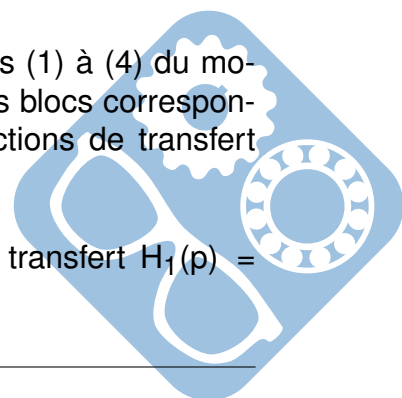 s (1) à (4) du mo-
s blocs correspon-
ctions de transfert
transfert H₁(p) =